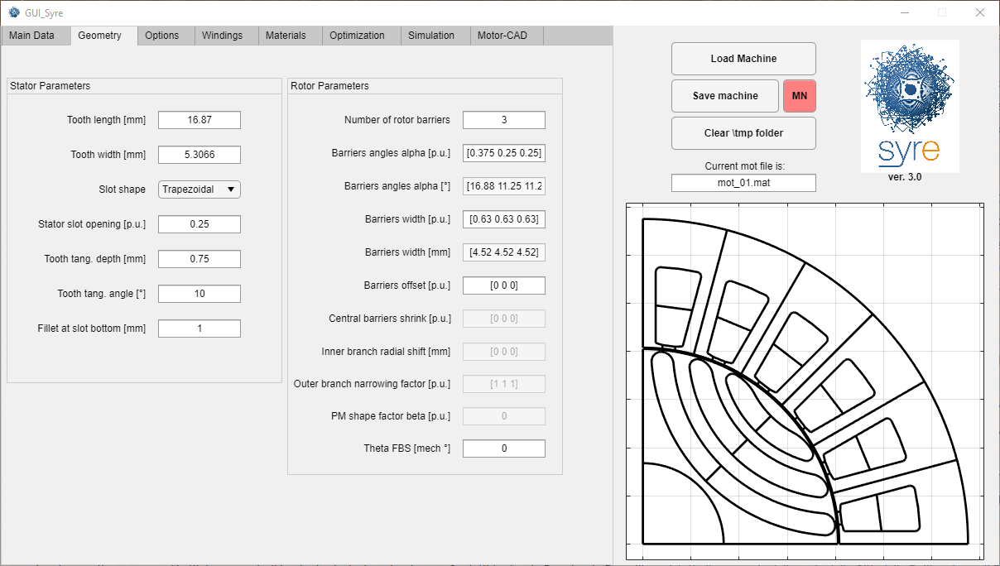 GUI_Syre
Main Data Geometry Options Windings Materials Optimization Simulation Motor-CAD
Stator Parameters
Tooth length [mm] 16.87
Tooth width [mm] 5.3066
Slot shape Trapezoidal
Stator slot opening [p.u.] 0.25
Tooth tang. depth [mm] 0.75
Tooth tang. angle [°] 10
Fillet at slot bottom [mm] 1
Rotor Parameters
Number of rotor barriers 3
Barriers angles alpha [p.u.] [0.375 0.25 0.25]
Barriers angles alpha [°] [16.88 11.25 11.2
Barriers width [p.u.] [0.63 0.63 0.63]
Barriers width [mm] [4.52 4.52 4.52]
Barriers offset [p.u.] [0 0 0]
Central barriers shrink [p.u.] [0 0 0]
Inner branch radial shift [mm] [0 0 0]
Outer branch narrowing factor [p.u.] [1 1 1]
PM shape factor beta [p.u.] 0
Theta FBS [mech °] 0
Load Machine
Save machine MN
Clear \tmp folder
Current mot file is:
mot_01.mat
syre
ver. 3.0